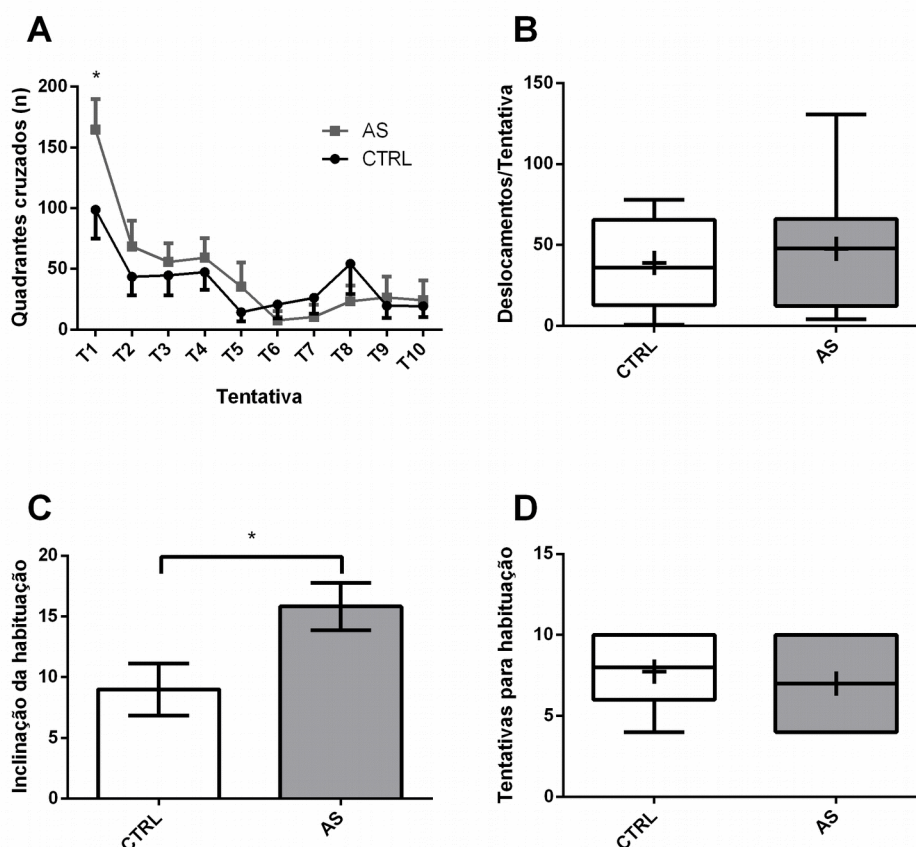 A
Quadrantes cruzados (n)
200
150
100
50
0
*
AS
CTRL
T1
T2
T3
T4
T5
T6
T7
T8
T9
T10
Tentativa
B
Deslocamentos/Tentativa
150
100
50
0
CTRL
AS
C
Inclinação da habituação
20
15
10
5
0
*
CTRL
AS
D
Tentativas para habituação
15
10
5
0
CTRL
AS